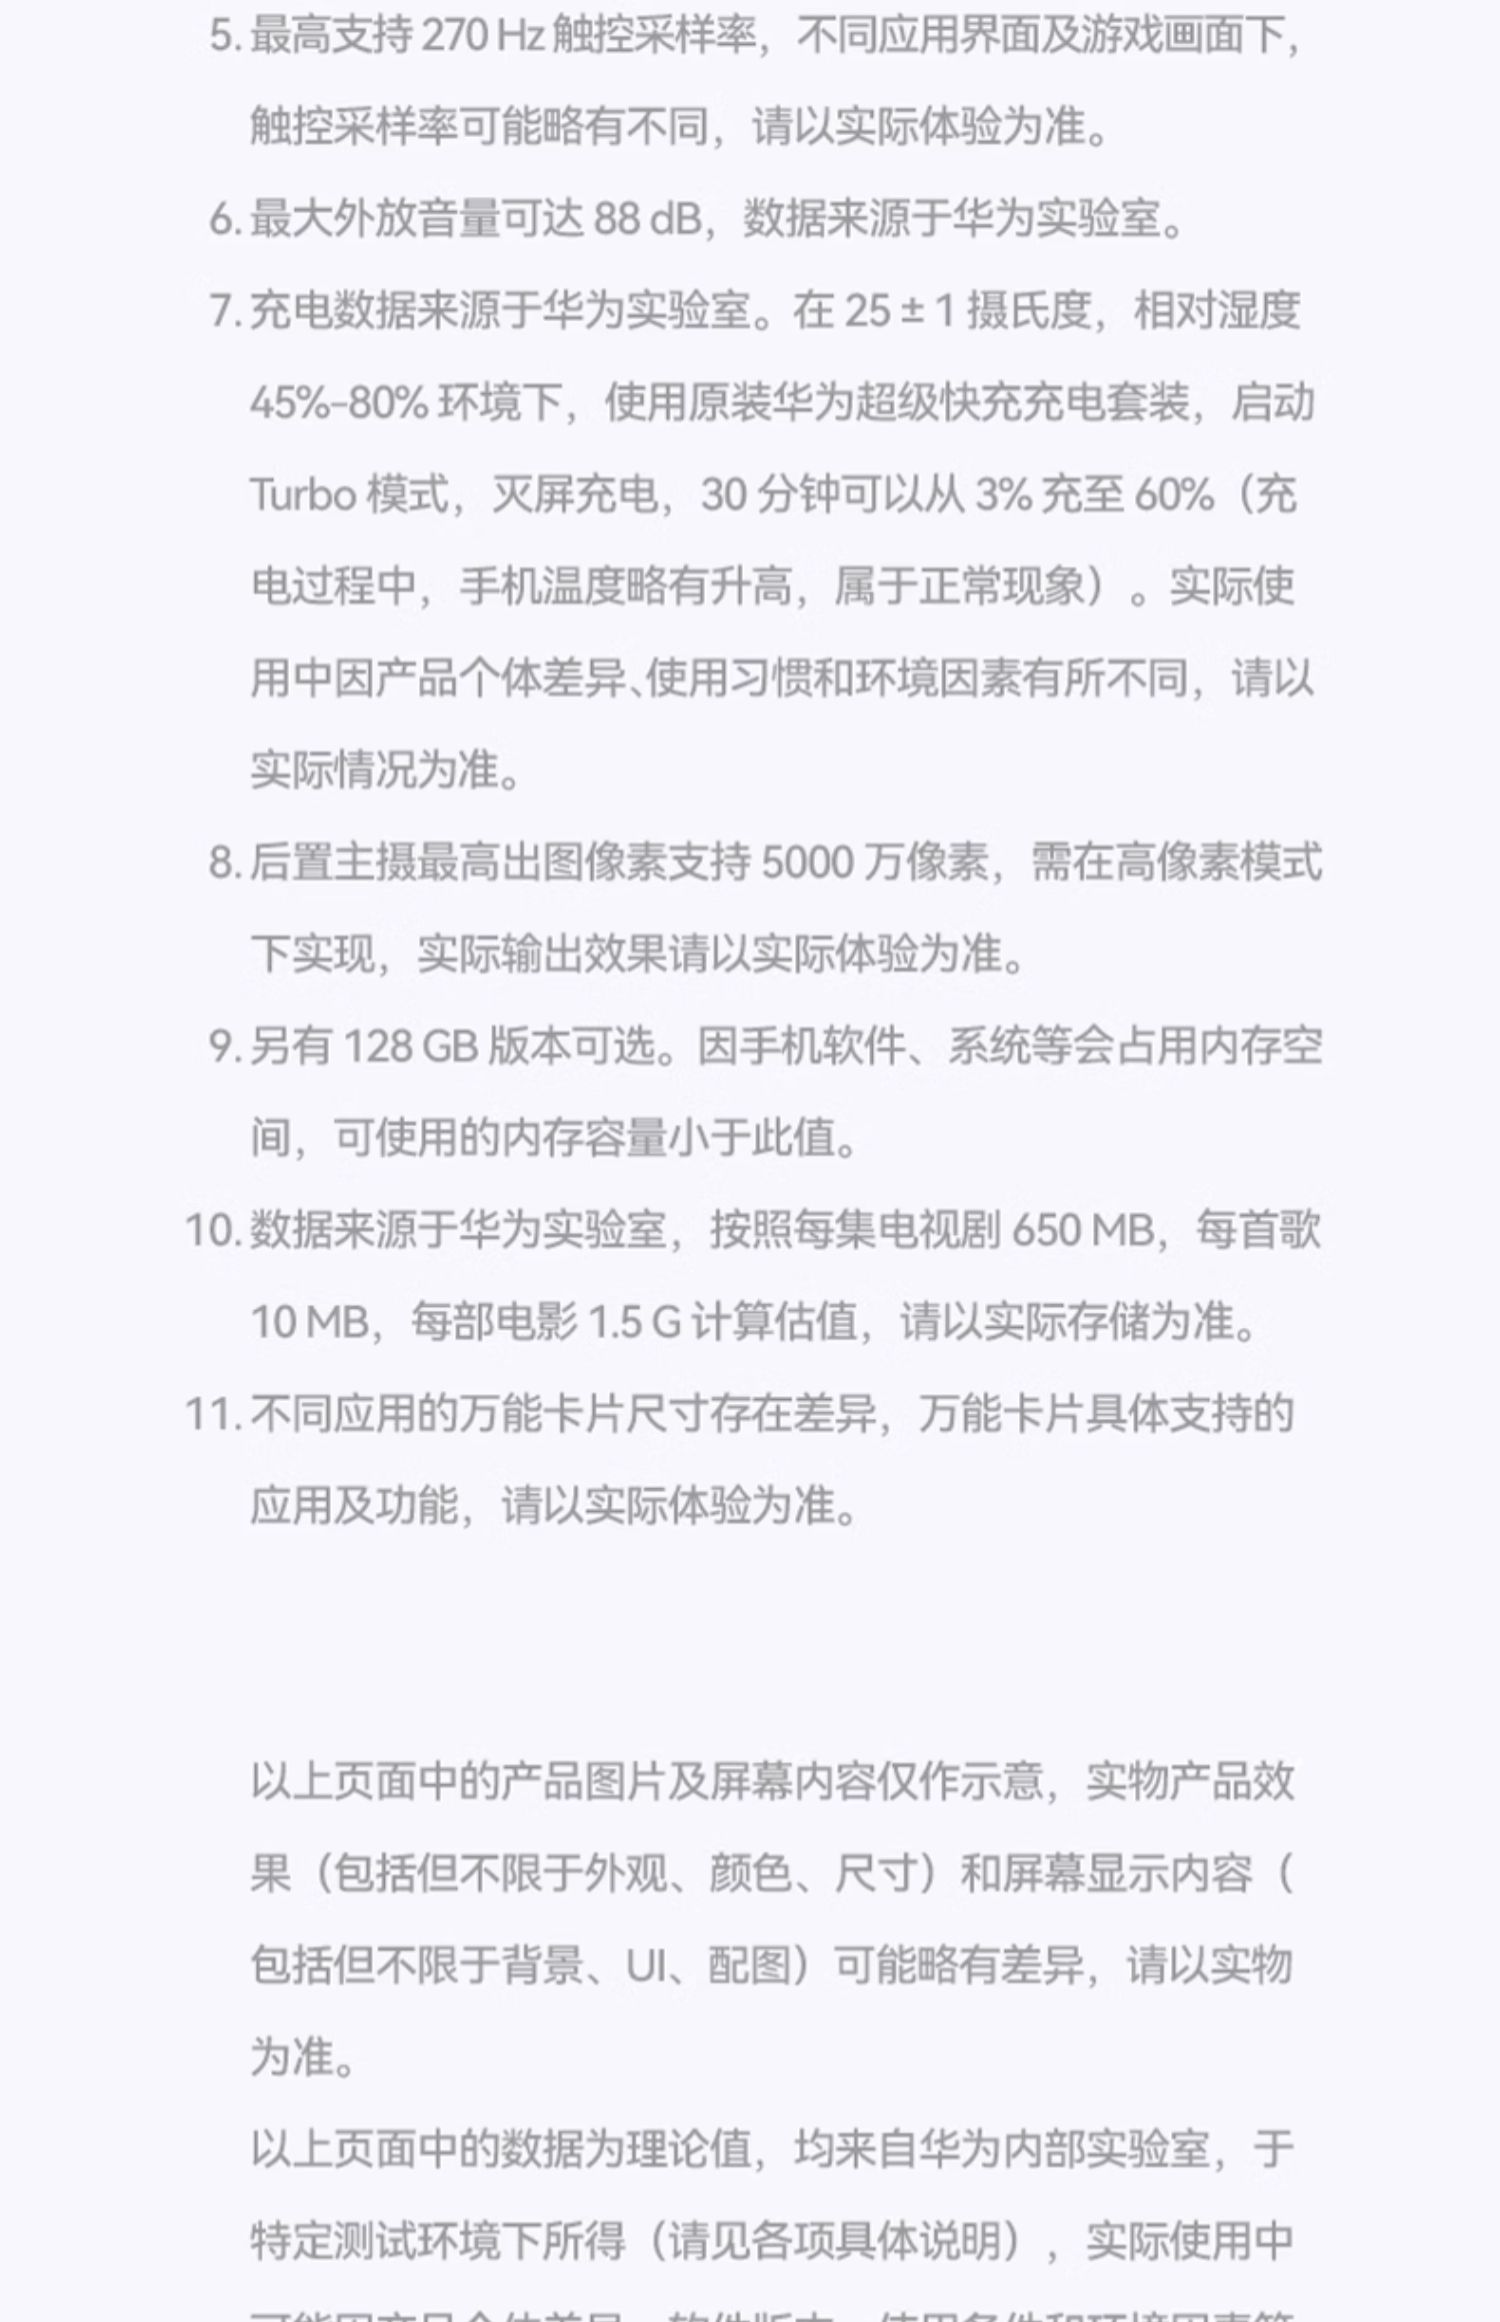 5. 最高支持 270 Hz 触控采样率，不同应用界面及游戏画面下，
触控采样率可能略有不同，请以实际体验为准。
6. 最大外放音量可达 88 dB，数据来源于华为实验室。
7. 充电数据来源于华为实验室。在 25 ± 1 摄氏度，相对湿度
45%-80% 环境下，使用原装华为超级快充充电套装，启动
Turbo 模式，灭屏充电，30 分钟可以从 3% 充至 60%（充
电过程中，手机温度略有升高，属于正常现象）。实际使
用中因产品个体差异、使用习惯和环境因素有所不同，请以
实际情况为准。
8. 后置主摄最高出图像素支持 5000 万像素，需在高像素模式
下实现，实际输出效果请以实际体验为准。
9. 另有 128 GB 版本可选。因手机软件、系统等会占用内存空
间，可使用的内存容量小于此值。
10. 数据来源于华为实验室，按照每集电视剧 650 MB，每首歌
10 MB，每部电影 1.5 G 计算估值，请以实际存储为准。
11. 不同应用的万能卡片尺寸存在差异，万能卡片具体支持的
应用及功能，请以实际体验为准。
以上页面中的产品图片及屏幕内容仅作示意，实物产品效
果（包括但不限于外观、颜色、尺寸）和屏幕显示内容（
包括但不限于背景、UI、配图）可能略有差异，请以实物
为准。
以上页面中的数据为理论值，均来自华为内部实验室，于
特定测试环境下所得（请见各项具体说明），实际使用中